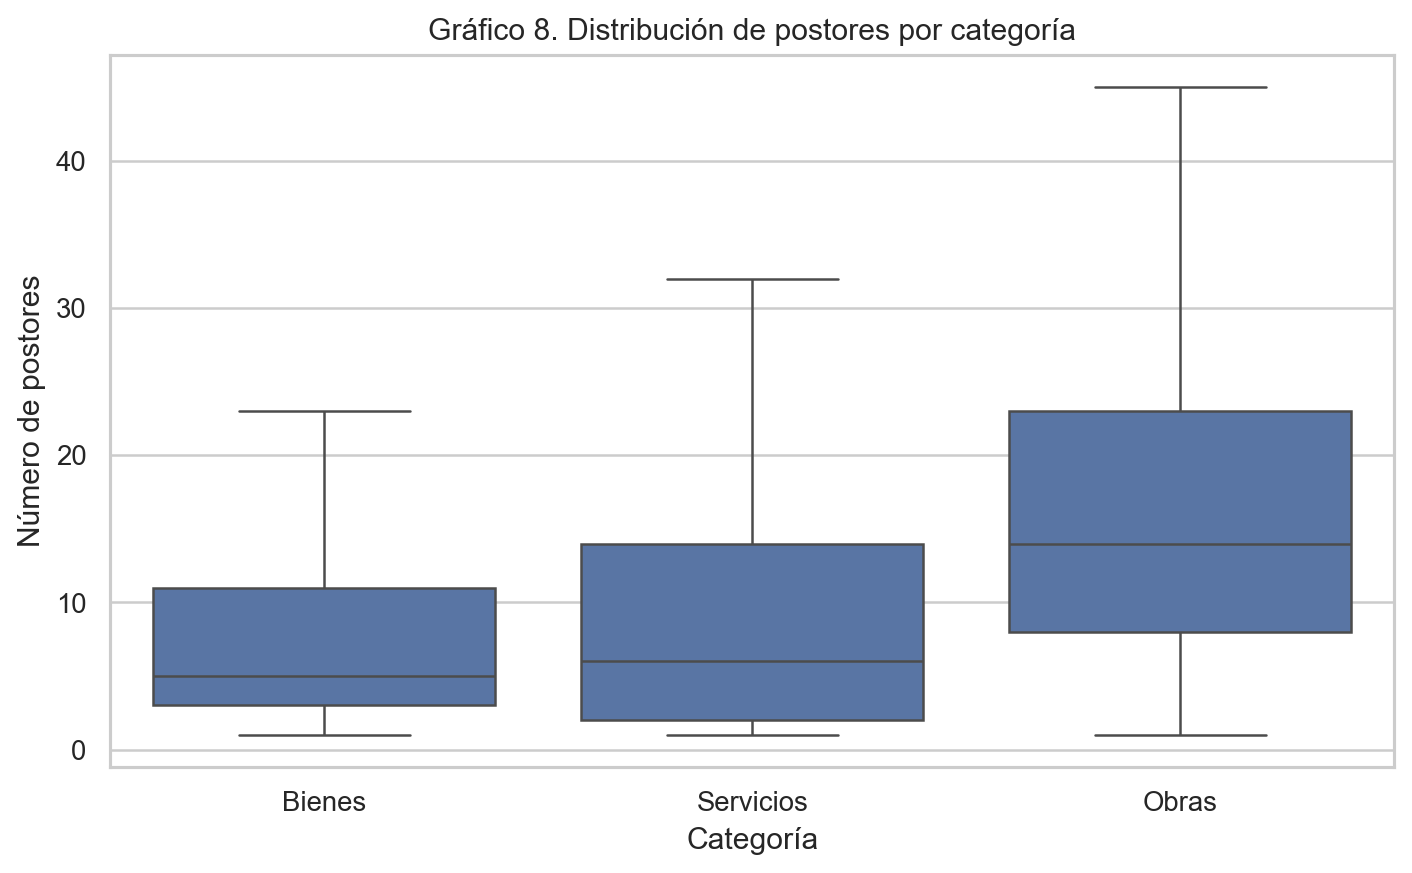 Gráfico 8. Distribución de postores por categoría
Número de postores
40
30
20
10
0
Bienes Servicios Obras
Categoría